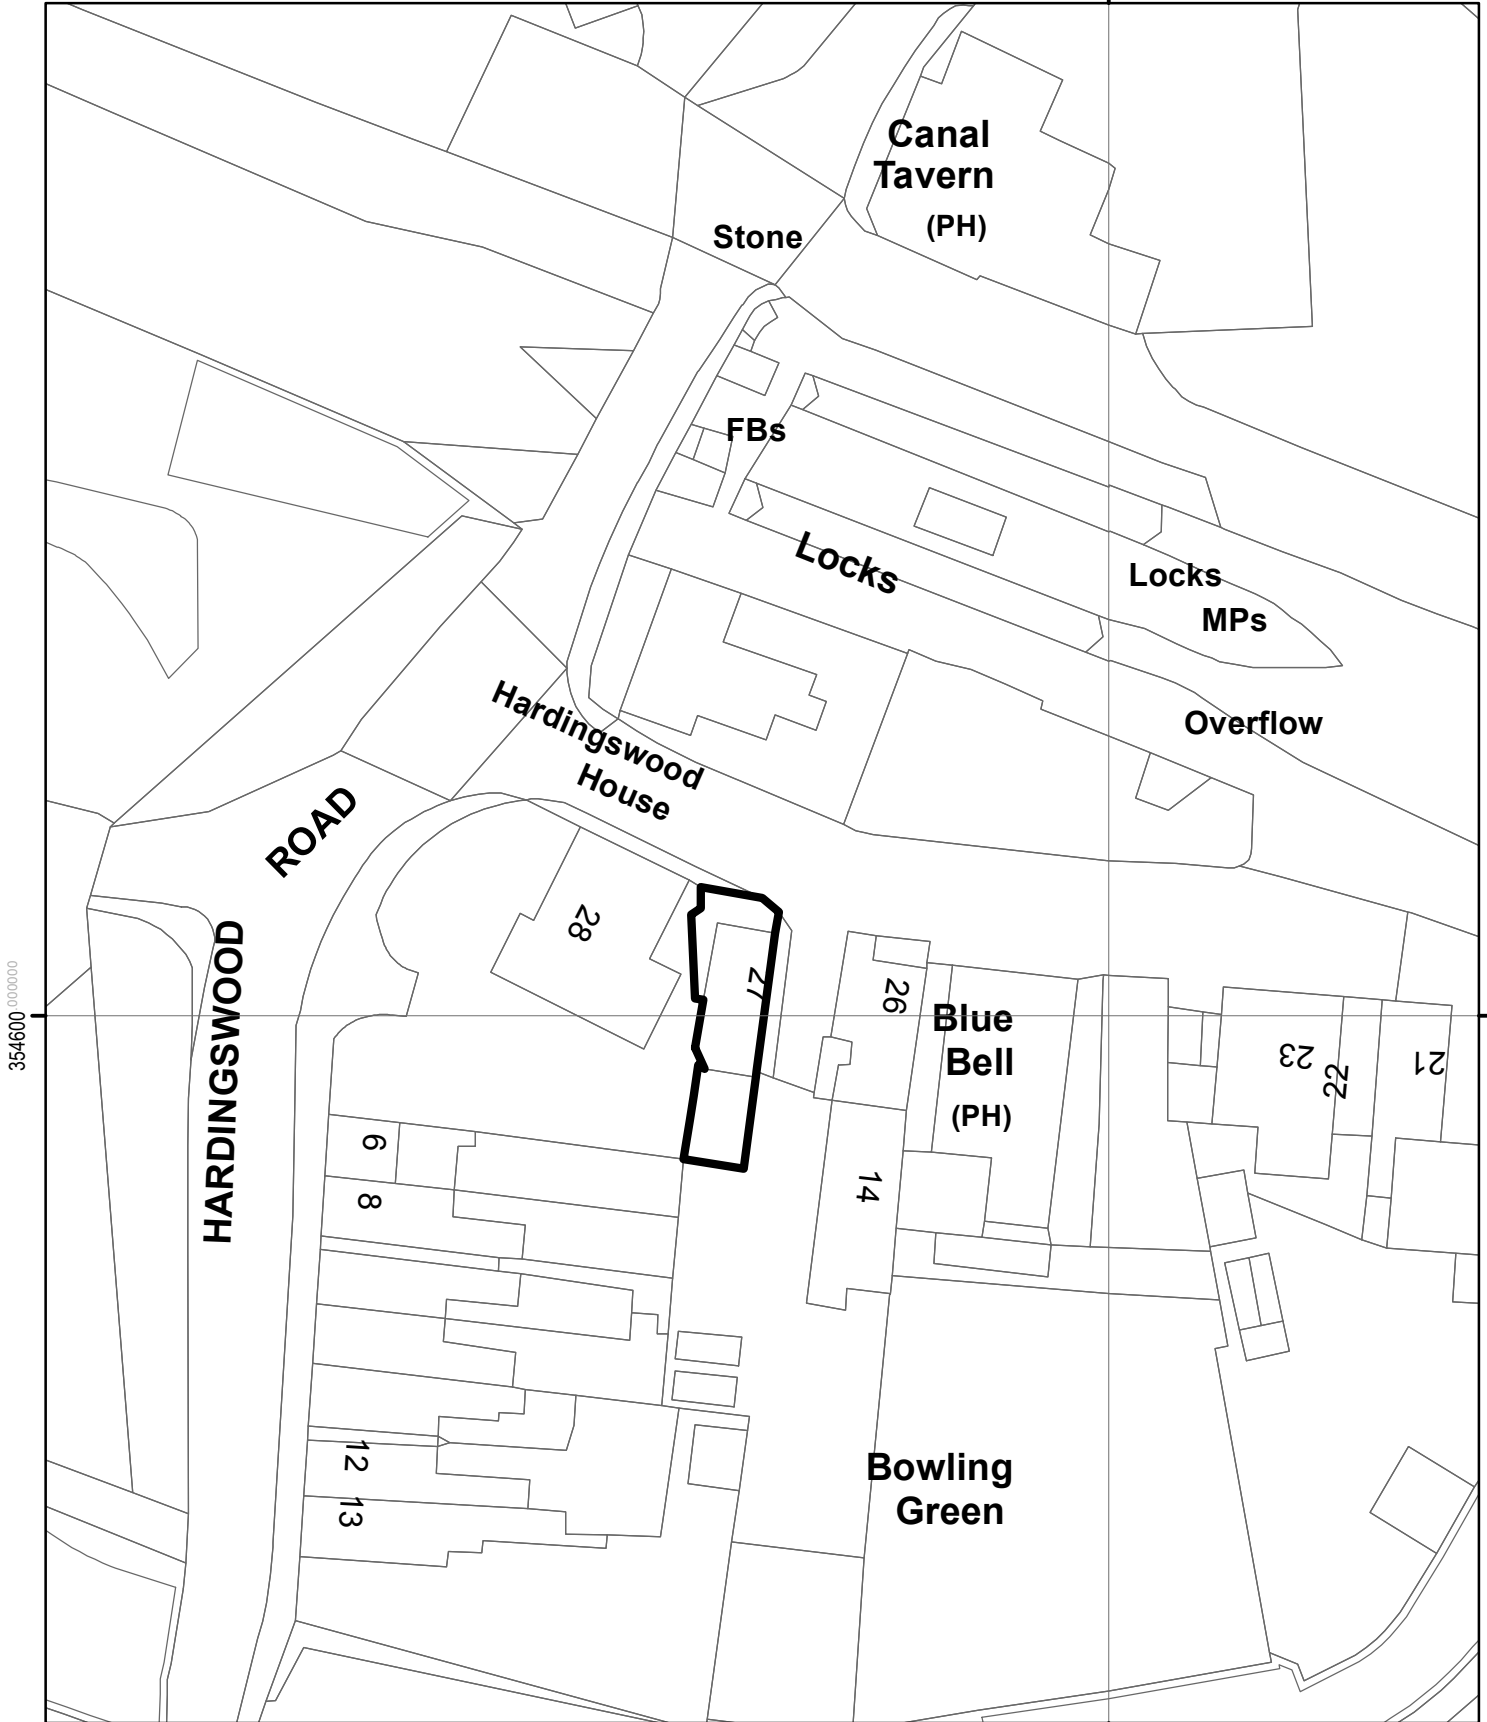 Canal
Tavern
(PH)
Stone
FBs
Locks
Locks
MPs
Hardingswood
House
Overflow
ROAD
HARDINGSWOOD
28
27
26
Blue
Bell
(PH)
23
22
21
354600
000000
6
8
14
12
13
Bowling
Green